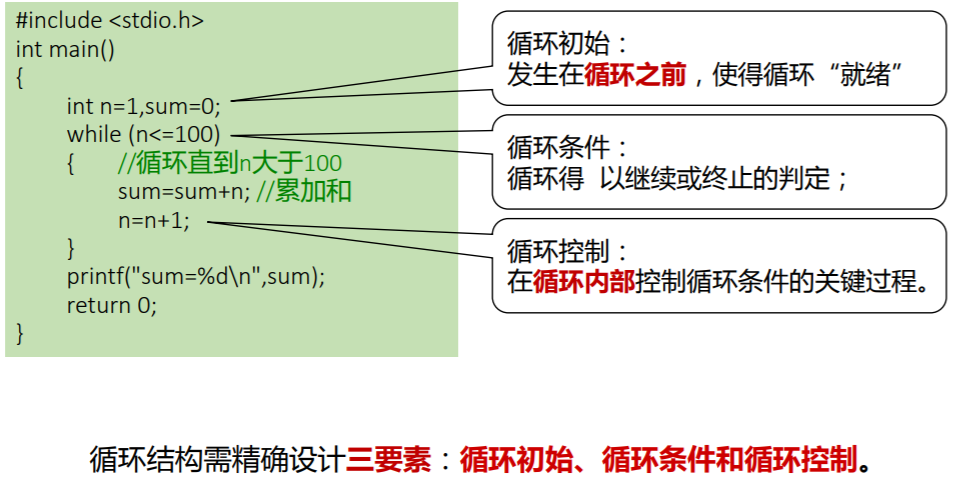 #include <stdio.h>
int main()
{
int n=1,sum=0;
while (n<=100)
{ //循环直到n大于100
sum=sum+n; //累加和
n=n+1;
}
printf("sum=%d\n",sum);
return 0;
}
循环初始：
发生在循环之前，使得循环“就绪”
循环条件：
循环得 以继续或终止的判定；
循环控制：
在循环内部控制循环条件的关键过程。
循环结构需精确设计三要素：循环初始、循环条件和循环控制。